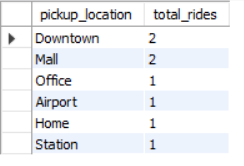 pickup_location total_rides
Downtown 2
Mall 2
Office 1
Airport 1
Home 1
Station 1